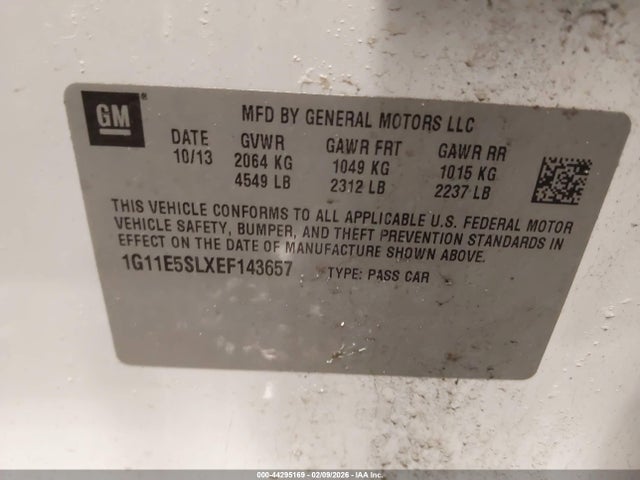 GM ®
MFD BY GENERAL MOTORS LLC
DATE GVWR GAWR FRT GAWR RR
10/13 2064 KG 1049 KG 1015 KG
4549 LB 2312 LB 2237 LB
THIS VEHICLE CONFORMS TO ALL APPLICABLE U.S. FEDERAL MOTOR
VEHICLE SAFETY, BUMPER, AND THEFT PREVENTION STANDARDS IN
EFFECT ON THE DATE OF MANUFACTURE SHOWN ABOVE.
1G11E5SLXEF143657 TYPE: PASS CAR
000-44295169 | 02/09/2026 - IAA, Inc. -